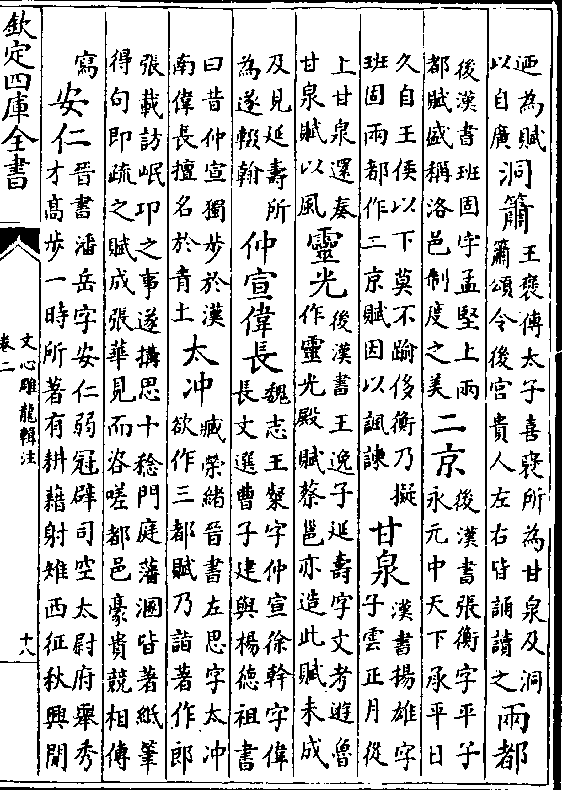 迺為賦
以自廣
洞簫
王褒傳太子喜褒所為甘泉及洞
簫頌令後宮貴人左右皆誦讀之
兩都
後漢書班固字孟堅上兩
都賦盛稱洛邑制度之美
二京
後漢書張衡字平子
永元中天下承平日
久自王侯以下莫不踰侈衡乃擬
班固兩都作二京賦因以諷諫
甘泉
漢書揚雄字
子雲正月從
上甘泉還奏
甘泉賦以風
靈光
後漢書王逸子延壽字文考遊魯
作靈光殿賦蔡邕亦造此賦未成
及見延壽所
為遂輟翰
仲宣偉長
魏志王粲字仲宣徐幹字偉
長文選曹子建與楊德祖書
曰昔仲宣獨步於漢
南偉長擅名於青土
太冲
臧榮緒晉書左思字太冲
欲作三都賦乃詣著作郎
張載訪岷卭之事遂搆思十稔門庭藩溷皆著紙筆
得句即疏之賦成張華見而咨嗟都邑豪貴競相傳
寫
安仁
晉書潘岳字安仁弱冠辟司空太尉府舉秀
才高步一時所著有耕藉射雉西征秋興閒
欽定四庫全書
文心雕龍輯注
卷二
十八